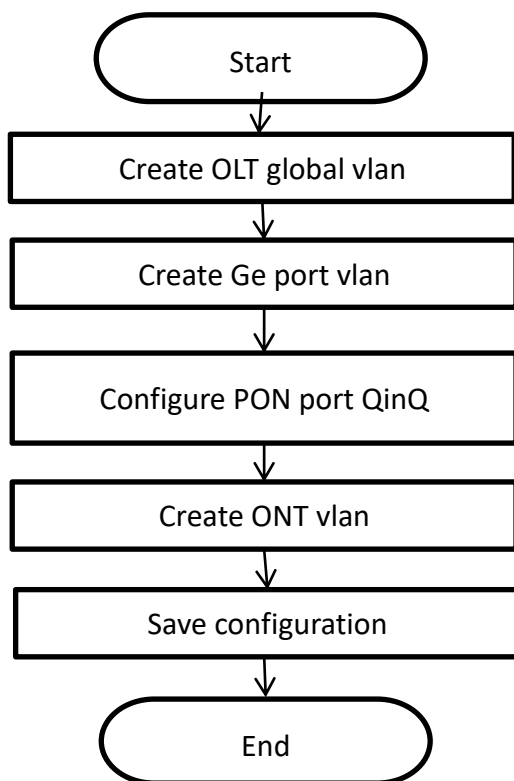 Start
Create OLT global vlan
Create Ge port vlan
Configure PON port QinQ
Create ONT vlan
Save configuration
End